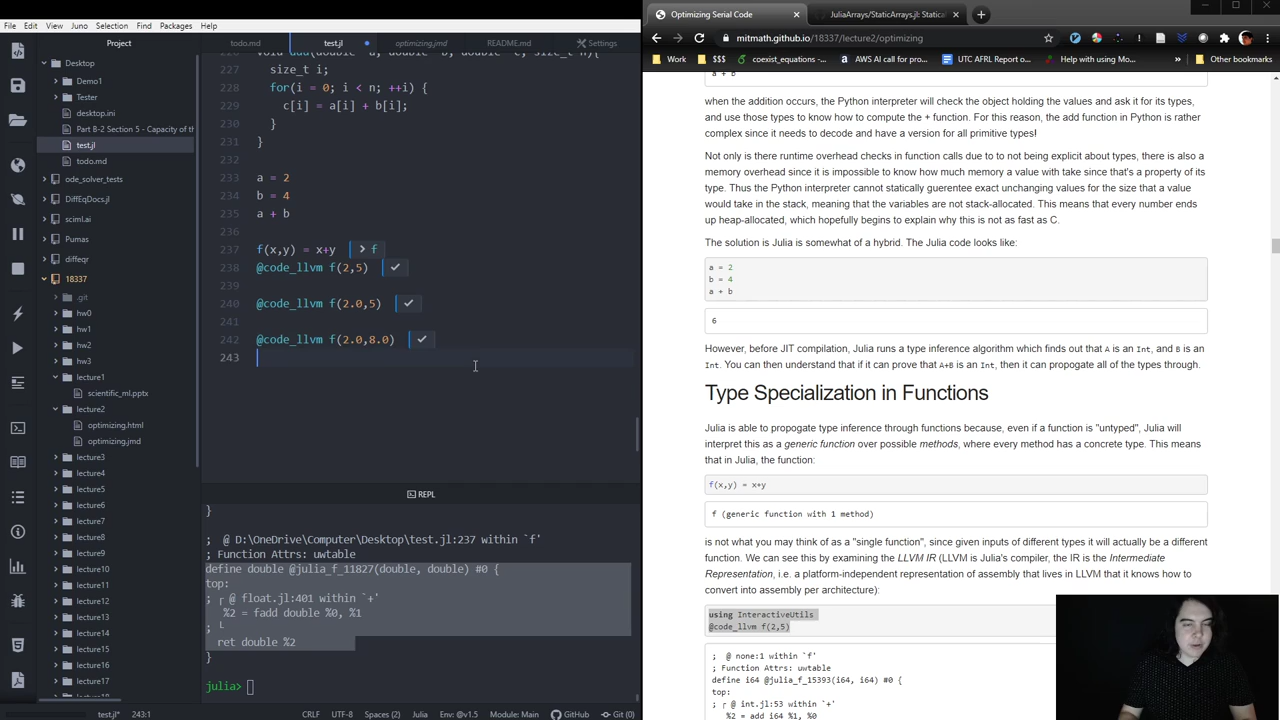 File Edit View Juno Selection Find Packages Help
Project
Desktop
Demo1
Tester
desktop.ini
Part B-2 Section 5 - Capacity of th
test.jl
todo.md
ode_solver_tests
DiffEqDocs.jl
sciml.ai
Pumas
diffeqr
18337
.git
hw0
hw1
hw2
hw3
lecture1
scientific_ml.pptx
lecture2
optimizing.html
optimizing.jmd
lecture3
lecture4
lecture5
lecture6
lecture7
lecture8
lecture9
lecture10
lecture11
lecture12
lecture13
lecture14
lecture15
lecture16
lecture17
todo.md test.jl optimizing.jmd README.md Settings
227 size_t i;
228 for(i = 0; i < n; ++i) {
229 c[i] = a[i] + b[i];
230 }
231 }
232
233 a = 2
234 b = 4
235 a + b
236
237 f(x,y) = x+y > f
238 @code_llvm f(2,5) ✓
239
240 @code_llvm f(2.0,5) ✓
241
242 @code_llvm f(2.0,8.0) ✓
243
REPL
}
;  @ D:\OneDrive\Computer\Desktop\test.jl:237 within `f'
; Function Attrs: uwtable
define double @julia_f_11827(double, double) #0 {
top:
; ┌ @ float.jl:401 within `+'
%2 = fadd double %0, %1
; └
ret double %2
}
julia>
test.jl* 243:1 CRLF UTF-8 Spaces (2) Julia Env: @v1.5 Module: Main GitHub Git (0)
Optimizing Serial Code JuliaArrays/StaticArrays.jl: Statica
mitmath.github.io/18337/lecture2/optimizing
Work $$$ coexist_equations -... AWS AI call for pro... UTC AFRL Report - O... Other bookmarks
a + b
when the addition occurs, the Python interpreter will check the object holding the values and ask it for its types,
and use those types to know how to compute the + function. For this reason, the add function in Python is rather
complex since it needs to decode and have a version for all primitive types!
Not only is there runtime overhead checks in function calls due to to not being explicit about types, there is also a
memory overhead since it is impossible to know how much memory a value with take since that's a property of its
type. Thus the Python interpreter cannot statically guerentee exact unchanging values for the size that a value
would take in the stack, meaning that the variables are not stack-allocated. This means that every number ends
up heap-allocated, which hopefully begins to explain why this is not as fast as C.
The solution is Julia is somewhat of a hybrid. The Julia code looks like:
a = 2
b = 4
a + b
6
However, before JIT compilation, Julia runs a type inference algorithm which finds out that A is an Int, and B is an
Int. You can then understand that if it can prove that A+B is an Int, then it can propogate all of the types through.
Type Specialization in Functions
Julia is able to propogate type inference through functions because, even if a function is "untyped", Julia will
interpret this as a generic function over possible methods, where every method has a concrete type. This means
that in Julia, the function:
f(x,y) = x+y
f (generic function with 1 method)
is not what you may think of as a "single function", since given inputs of different types it will actually be a different
function. We can see this by examining the LLVM IR (LLVM is Julia's compiler, the IR is the Intermediate
Representation, i.e. a platform-independent representation of assembly that lives in LLVM that it knows how to
convert into assembly per architecture):
using InteractiveUtils
@code_llvm f(2,5)
;  @ none:1 within `f'
; Function Attrs: uwtable
define i64 @julia_f_15393(i64, i64) #0 {
top:
; ┌ @ int.jl:53 within `+'
%2 = add i64 %1, %0